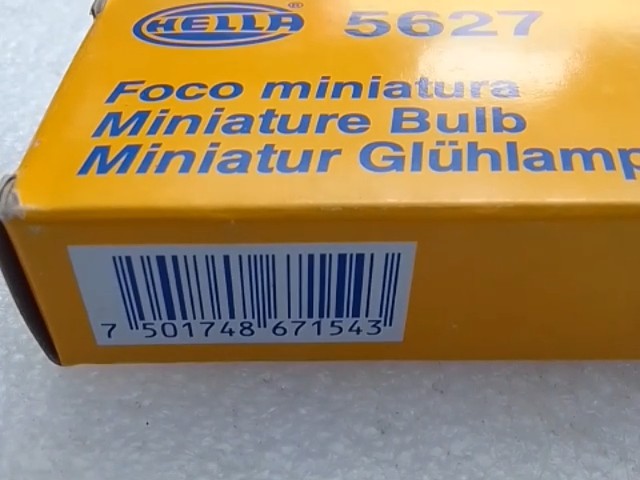 HELLA® 5627
Foco miniatura
Miniature Bulb
Miniatur Glühlamp
7 501748 671543